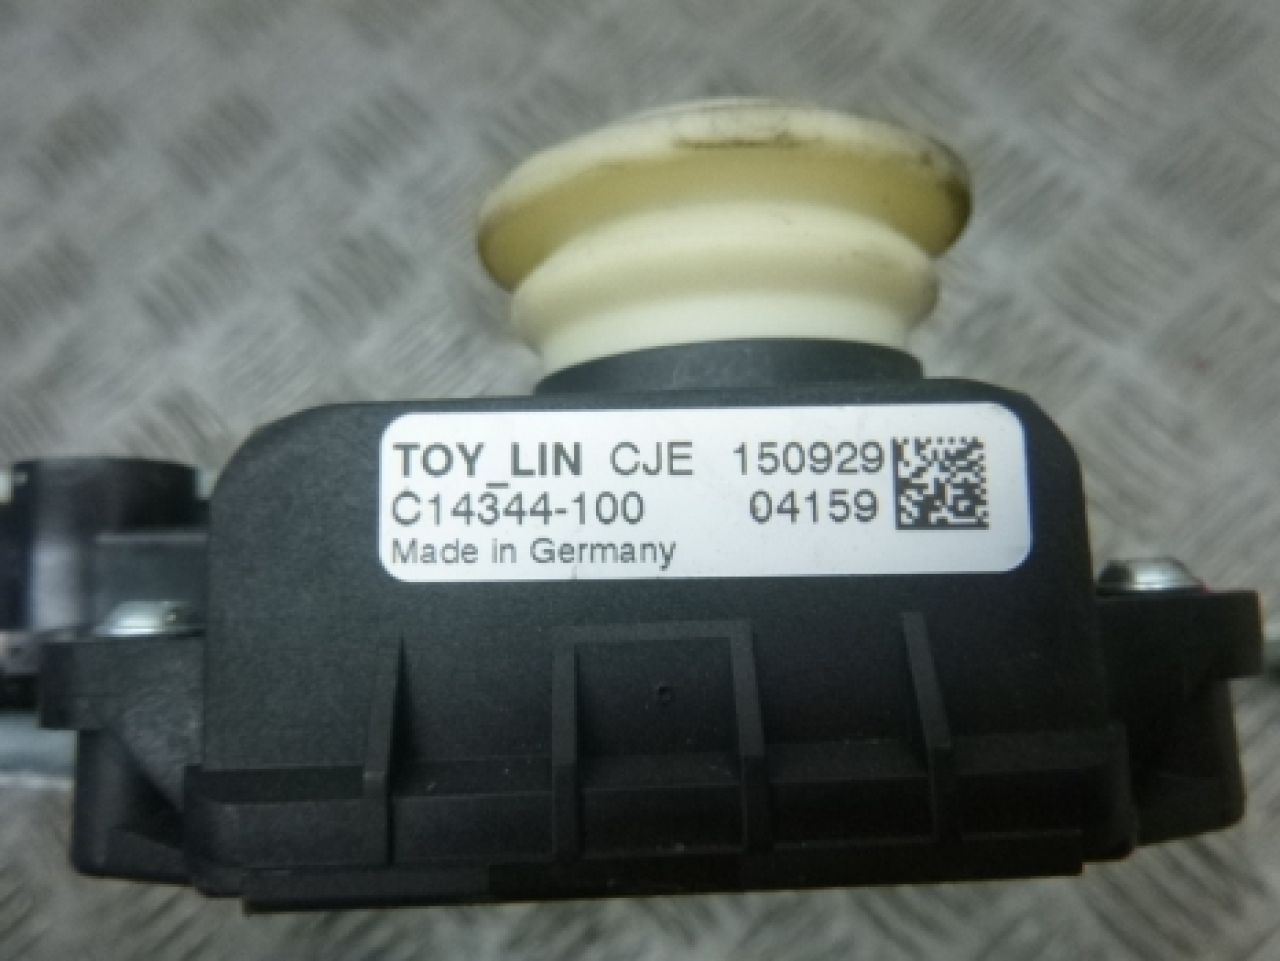 TOY_LIN CJE 150929
C14344-100 04159
Made in Germany